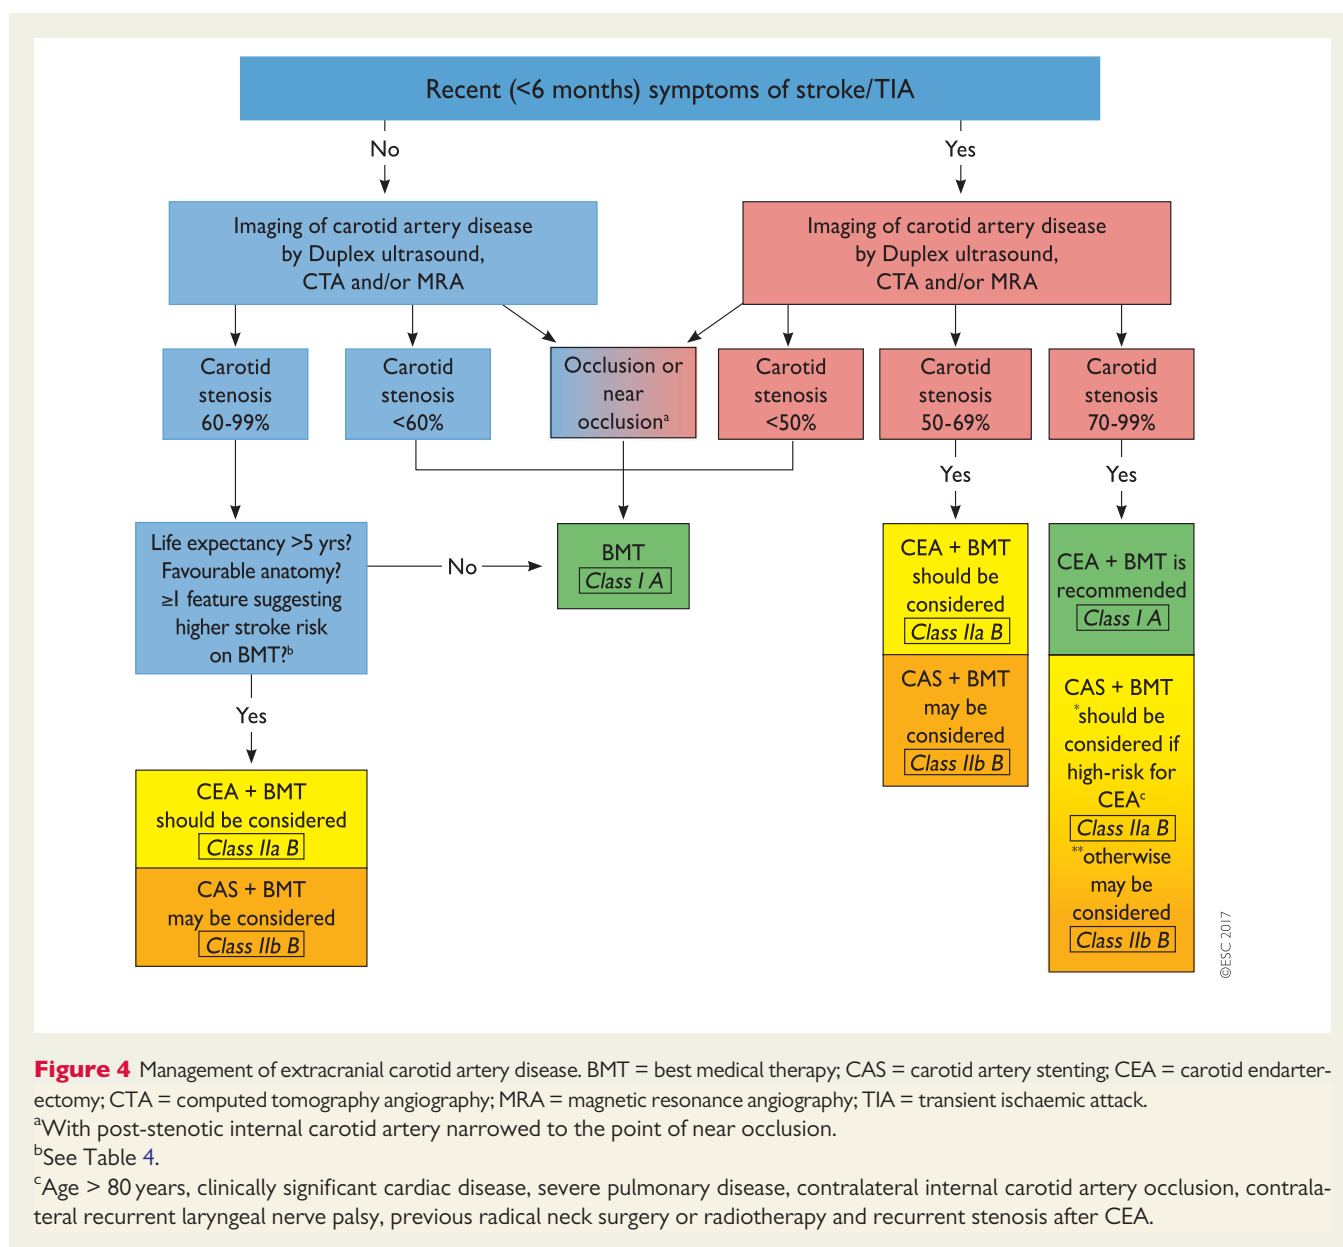 Recent (<6 months) symptoms of stroke/TIA
No
Yes
Imaging of carotid artery disease
by Duplex ultrasound,
CTA and/or MRA
Imaging of carotid artery disease
by Duplex ultrasound,
CTA and/or MRA
Carotid
stenosis
60-99%
Carotid
stenosis
<60%
Occlusion or
near
occlusionᵃ
Carotid
stenosis
<50%
Carotid
stenosis
50-69%
Carotid
stenosis
70-99%
Yes
Yes
Life expectancy >5 yrs?
Favourable anatomy?
≥1 feature suggesting
higher stroke risk
on BMT?ᵇ
No
BMT
Class I A
CEA + BMT
should be
considered
Class IIa B
CAS + BMT
may be
considered
Class IIb B
CEA + BMT is
recommended
Class I A
CAS + BMT
*should be
considered if
high-risk for
CEAᶜ
Class IIa B
**otherwise
may be
considered
Class IIb B
Yes
CEA + BMT
should be considered
Class IIa B
CAS + BMT
may be considered
Class IIb B
©ESC 2017
Figure 4 Management of extracranial carotid artery disease. BMT = best medical therapy; CAS = carotid artery stenting; CEA = carotid endarter-
ectomy; CTA = computed tomography angiography; MRA = magnetic resonance angiography; TIA = transient ischaemic attack.
ᵃWith post-stenotic internal carotid artery narrowed to the point of near occlusion.
ᵇSee Table 4.
ᶜAge > 80 years, clinically significant cardiac disease, severe pulmonary disease, contralateral internal carotid artery occlusion, contrala-
teral recurrent laryngeal nerve palsy, previous radical neck surgery or radiotherapy and recurrent stenosis after CEA.